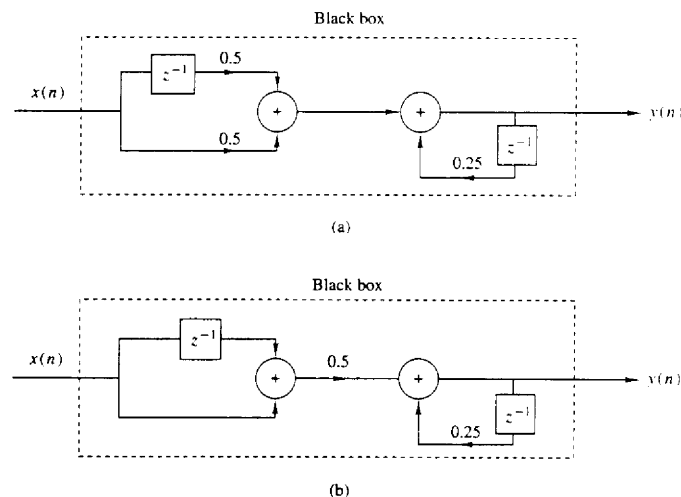 Black box
0.5
z⁻¹
x(n)
+
+
y(n)
0.5
z⁻¹
0.25
(a)
Black box
z⁻¹
x(n)
0.5
+
+
y(n)
z⁻¹
0.25
(b)